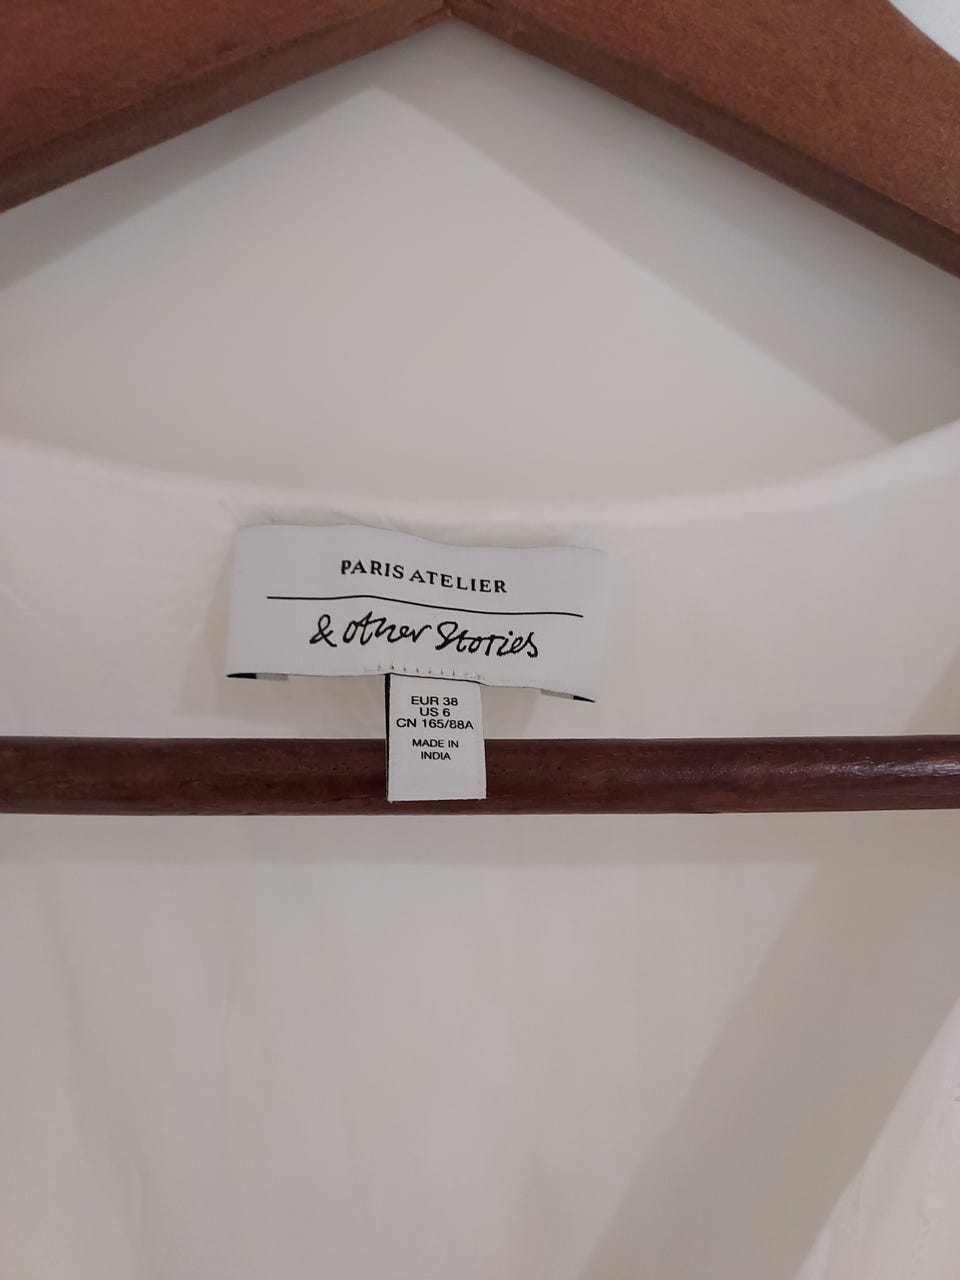 PARIS ATELIER
& other Stories
EUR 38
US 6
CN 165/88A
MADE IN
INDIA